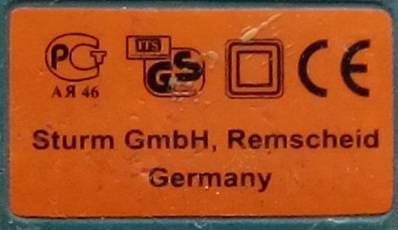 РСТ ITS GS CE
АЯ 46
Sturm GmbH, Remscheid
Germany